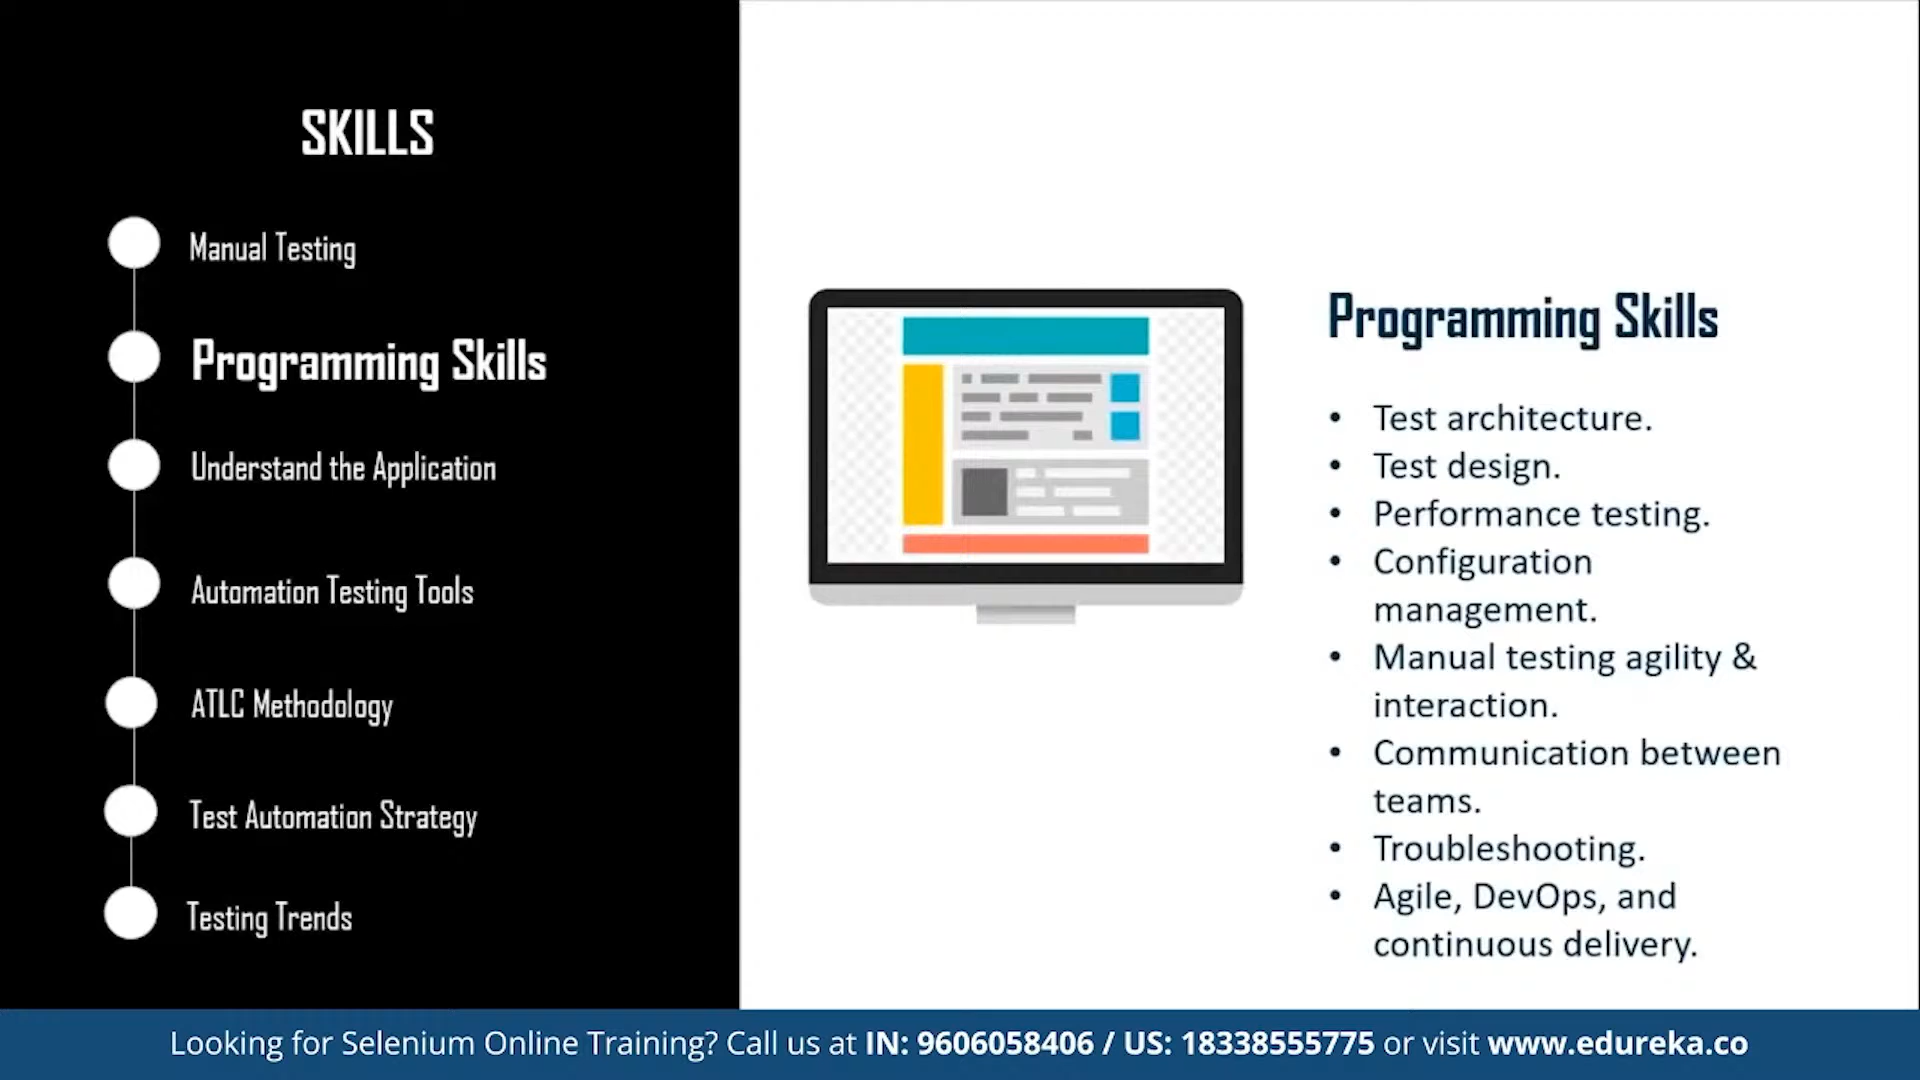 SKILLS
Manual Testing
Programming Skills
Understand the Application
Automation Testing Tools
ATLC Methodology
Test Automation Strategy
Testing Trends
Programming Skills
• Test architecture.
• Test design.
• Performance testing.
• Configuration
management.
• Manual testing agility &
interaction.
• Communication between
teams.
• Troubleshooting.
• Agile, DevOps, and
continuous delivery.
Looking for Selenium Online Training? Call us at IN: 9606058406 / US: 18338555775 or visit www.edureka.co